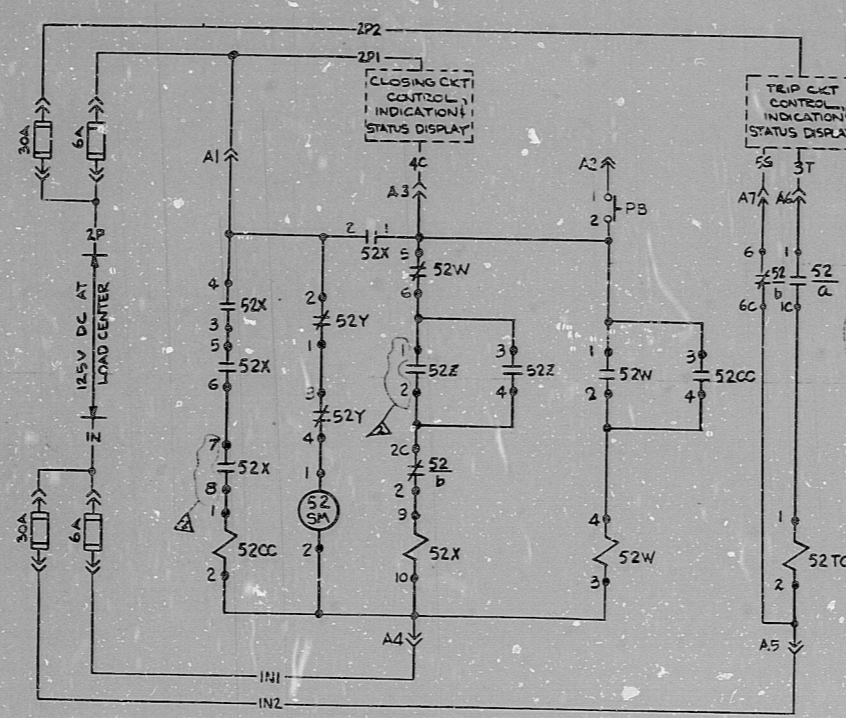 2P2
2P1
CLOSING CKT
CONTROL,
INDICATION &
STATUS DISPLAY
TRIP CKT
CONTROL,
INDICATION
STATUS DISPLA
30A
6A
A1
4C
A3
A2
1
2
PB
5S
3T
A7
A6
2P
125V DC AT
LOAD CENTER
1N
2
1
52X
5
52W
6
4
52X
3
5
52X
6
7
52X
8
2
1
52CC
2
2
52Y
1
3
52Y
4
1
52
SM
2
1
52Z
2
3
52Z
4
2
2C
52
b
2
9
52X
10
1
52W
2
3
52CC
4
4
52W
3
6
52
b
6C
1
52
a
1C
1
52TC
2
30A
6A
A4
A5
1N1
1N2